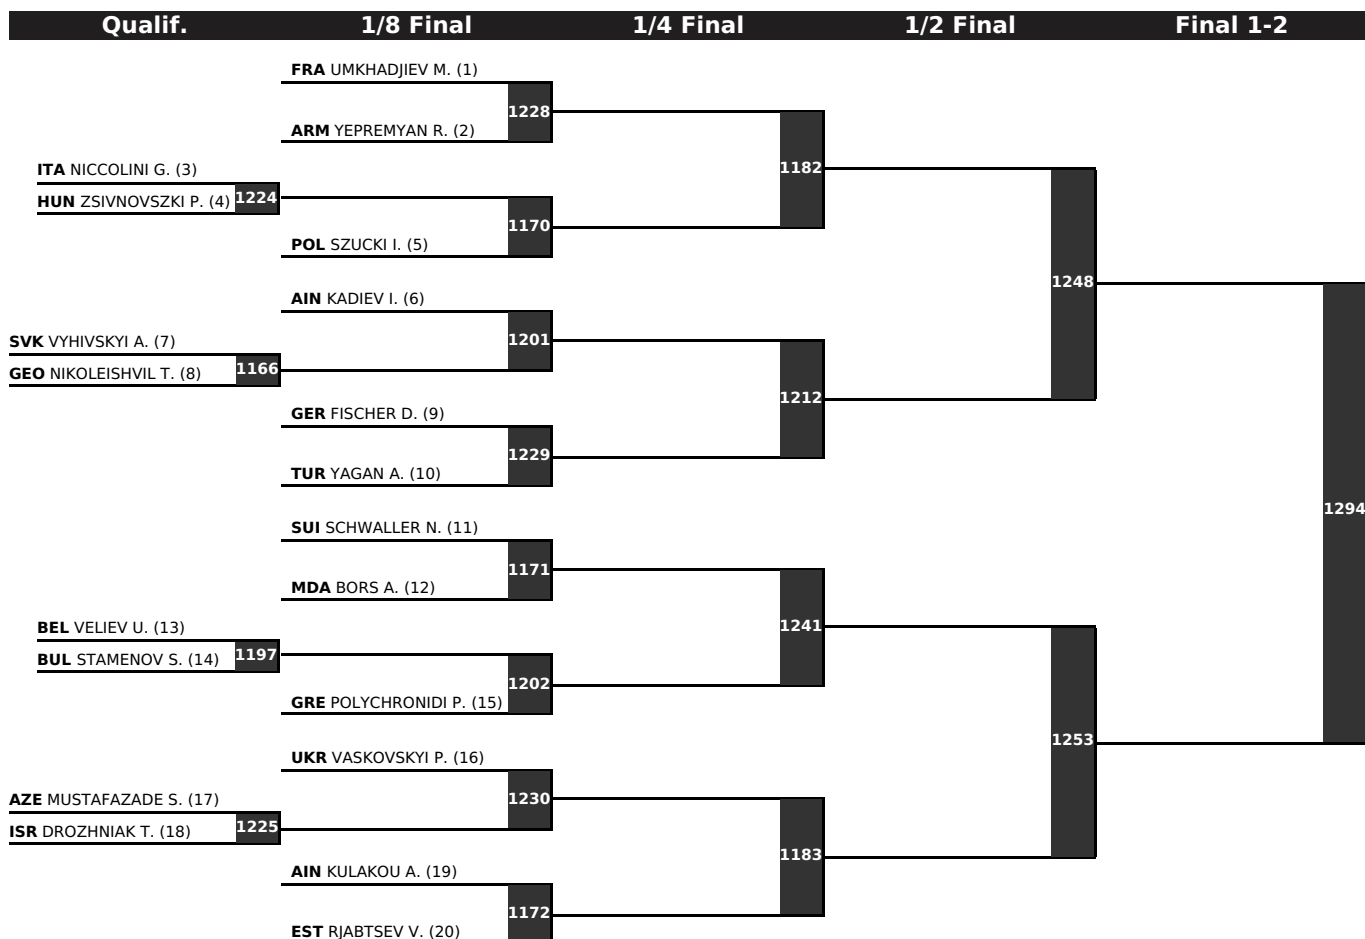 Qualif. 1/8 Final 1/4 Final 1/2 Final Final 1-2
FRA UMKHADJIEV M. (1)
1228
ARM YEPREMYAN R. (2)
ITA NICCOLINI G. (3)
1182
HUN ZSIVNOVSZKI P. (4) 1224
1170
POL SZUCKI I. (5)
1248
AIN KADIEV I. (6)
1201
SVK VYHIVSKYI A. (7)
GEO NIKOLEISHVIL T. (8) 1166
1212
GER FISCHER D. (9)
1229
TUR YAGAN A. (10)
1294
SUI SCHWALLER N. (11)
1171
MDA BORS A. (12)
1241
BEL VELIEV U. (13)
BUL STAMENOV S. (14) 1197
1202
GRE POLYCHRONIDI P. (15)
1253
UKR VASKOVSKYI P. (16)
1230
AZE MUSTAFAZADE S. (17)
ISR DROZHNIAK T. (18) 1225
1183
AIN KULAKOU A. (19)
1172
EST RJABTSEV V. (20)